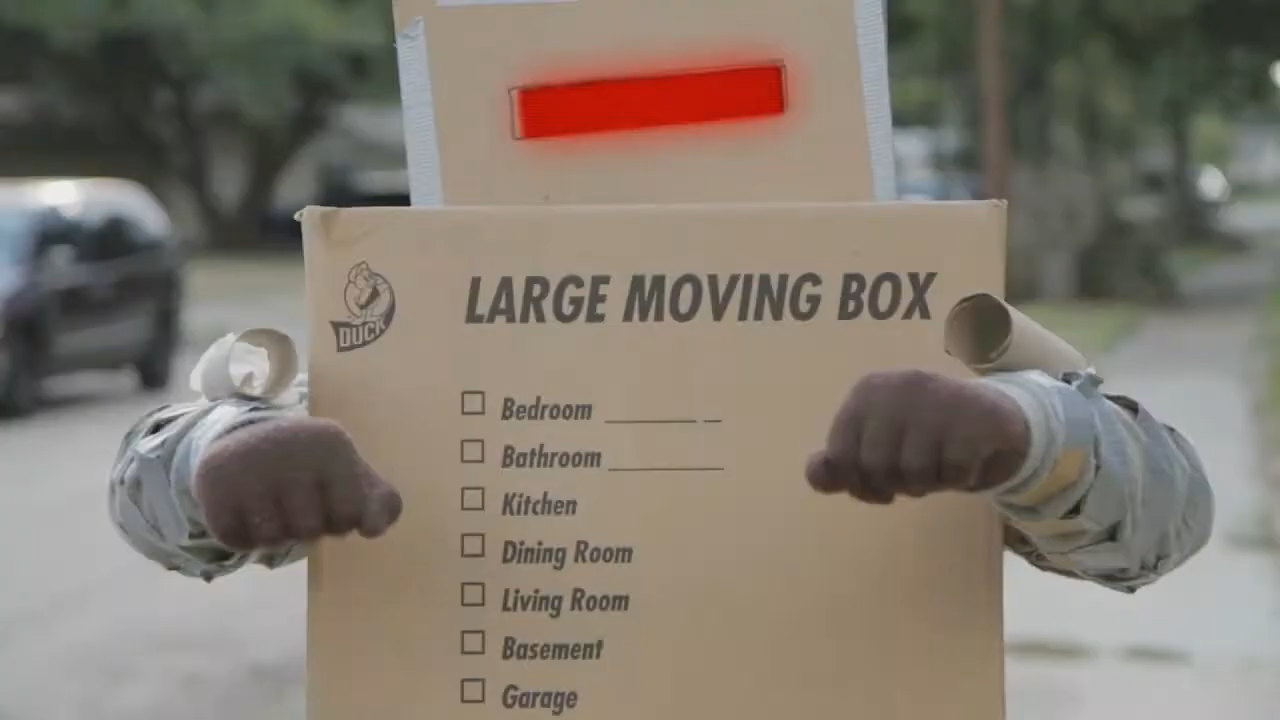 DUCK
LARGE MOVING BOX
Bedroom
Bathroom
Kitchen
Dining Room
Living Room
Basement
Garage